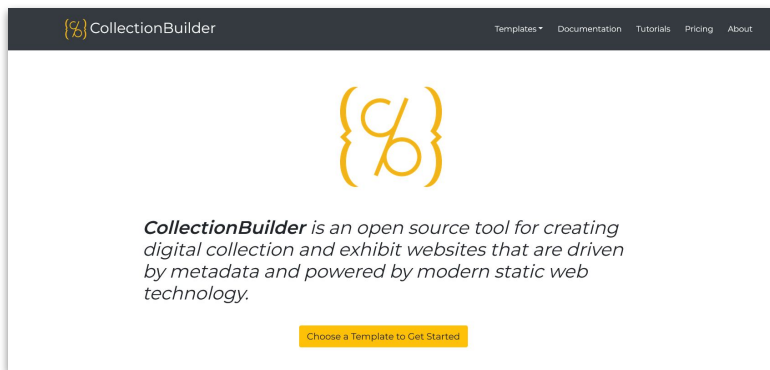 {%} CollectionBuilder
Templates Documentation Tutorials Pricing About
CollectionBuilder is an open source tool for creating
digital collection and exhibit websites that are driven
by metadata and powered by modern static web
technology.
Choose a Template to Get Started